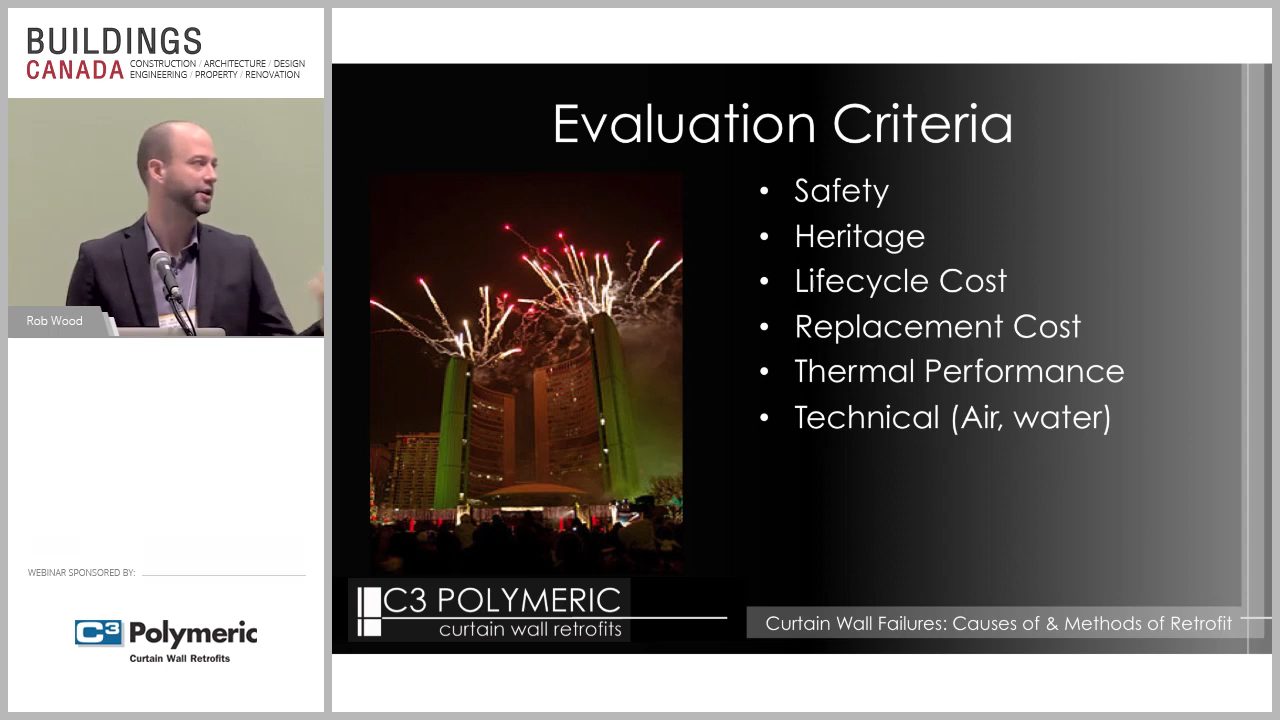 BUILDINGS
CANADA
CONSTRUCTION / ARCHITECTURE / DESIGN
ENGINEERING / PROPERTY / RENOVATION
Rob Wood
WEBINAR SPONSORED BY:
C3 Polymeric
Curtain Wall Retrofits
Evaluation Criteria
• Safety
• Heritage
• Lifecycle Cost
• Replacement Cost
• Thermal Performance
• Technical (Air, water)
C3 POLYMERIC
curtain wall retrofits
Curtain Wall Failures: Causes of & Methods of Retrofit